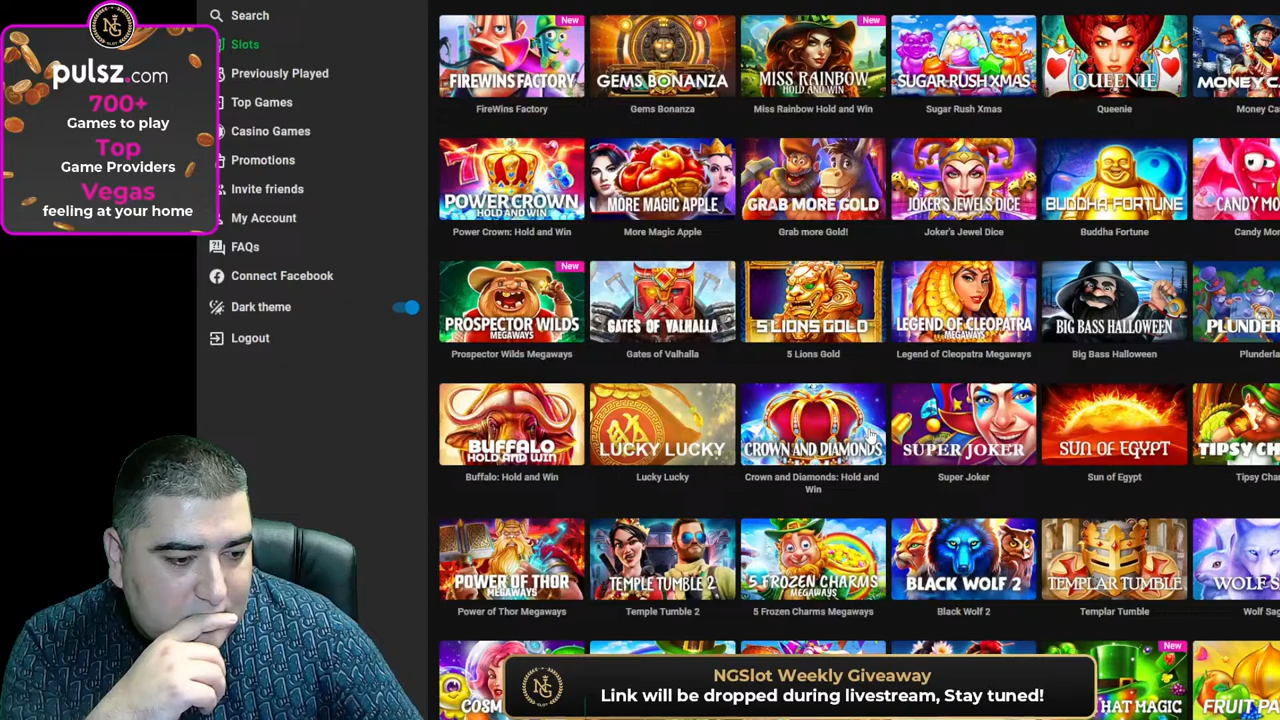 NG
SLOT
pulsz.com
700+
Games to play
Top
Game Providers
Vegas
feeling at your home
Search
Slots
Previously Played
Top Games
Casino Games
Promotions
Invite friends
My Account
FAQs
Connect Facebook
Dark theme
Logout
New
New
FIREWINS FACTORY
GEMS BONANZA
MISS RAINBOW
HOLD AND WIN
SUGAR RUSH XMAS
QUEENIE
MONEY CA
FireWins Factory
Gems Bonanza
Miss Rainbow Hold and Win
Sugar Rush Xmas
Queenie
Money Ca
POWER CROWN
HOLD AND WIN
MORE MAGIC APPLE
GRAB MORE GOLD
JOKER'S JEWELS DICE
BUDDHA FORTUNE
CANDY MO
Power Crown: Hold and Win
More Magic Apple
Grab more Gold!
Joker's Jewel Dice
Buddha Fortune
Candy Mo
New
PROSPECTOR WILDS
MEGAWAYS
GATES OF VALHALLA
5 LIONS GOLD
LEGEND OF CLEOPATRA
MEGAWAYS
BIG BASS HALLOWEEN
PLUNDER
Prospector Wilds Megaways
Gates of Valhalla
5 Lions Gold
Legend of Cleopatra Megaways
Big Bass Halloween
Plunderla
BUFFALO
HOLD AND WIN
LUCKY LUCKY
CROWN AND DIAMONDS
SUPER JOKER
SUN OF EGYPT
TIPSY CH
Buffalo: Hold and Win
Lucky Lucky
Crown and Diamonds: Hold and
Win
Super Joker
Sun of Egypt
Tipsy Cha
POWER OF THOR
MEGAWAYS
TEMPLE TUMBLE 2
5 FROZEN CHARMS
MEGAWAYS
BLACK WOLF 2
TEMPLAR TUMBLE
WOLF S
Power of Thor Megaways
Temple Tumble 2
5 Frozen Charms Megaways
Black Wolf 2
Templar Tumble
Wolf Sag
New
COSM
HAT MAGIC
FRUIT PA
NG
NGSlot Weekly Giveaway
Link will be dropped during livestream, Stay tuned!